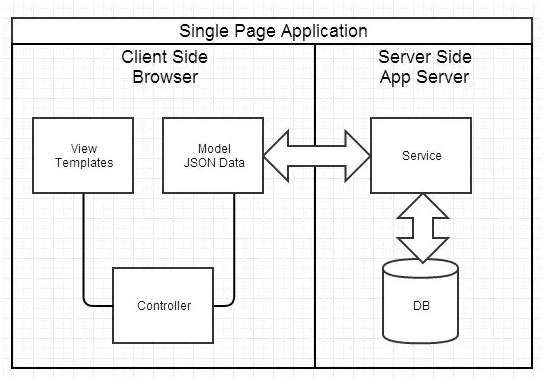 Single Page Application
Client Side
Browser
Server Side
App Server
View
Templates
Model
JSON Data
Service
Controller
DB